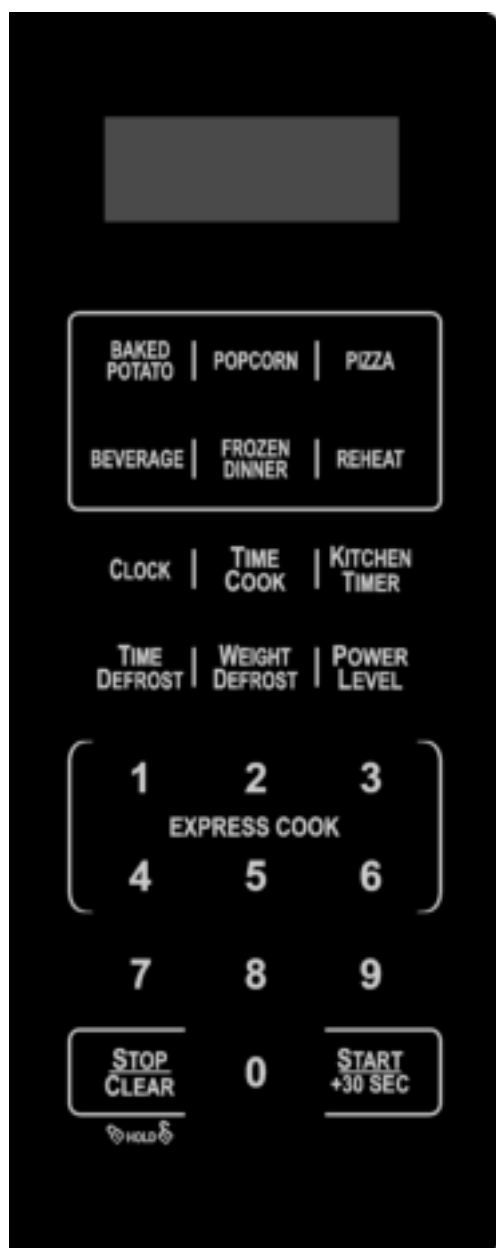 BAKED POTATO | POPCORN | PIZZA
BEVERAGE | FROZEN DINNER | REHEAT
CLOCK | TIME COOK | KITCHEN TIMER
TIME DEFROST | WEIGHT DEFROST | POWER LEVEL
1 2 3
EXPRESS COOK
4 5 6
7 8 9
STOP CLEAR 0 START +30 SEC
HOLD